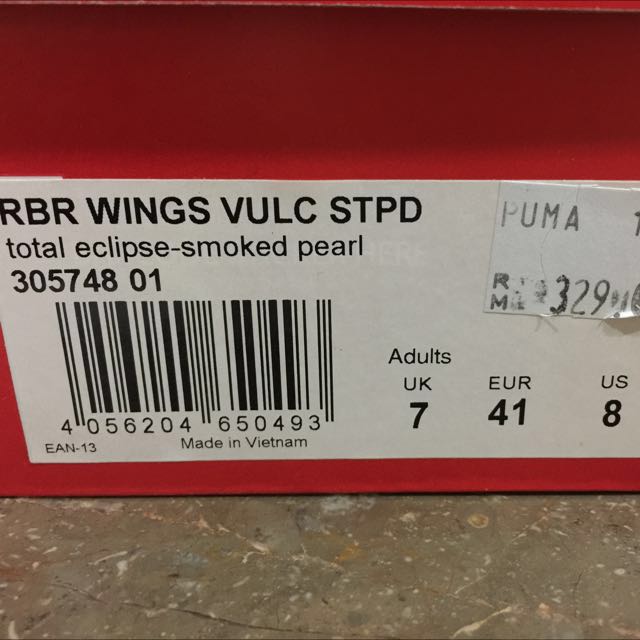 RBR WINGS VULC STPD
total eclipse-smoked pearl
305748 01
PUMA
329
Adults
UK EUR US
7 41 8
4 056204 650493
EAN-13
Made in Vietnam